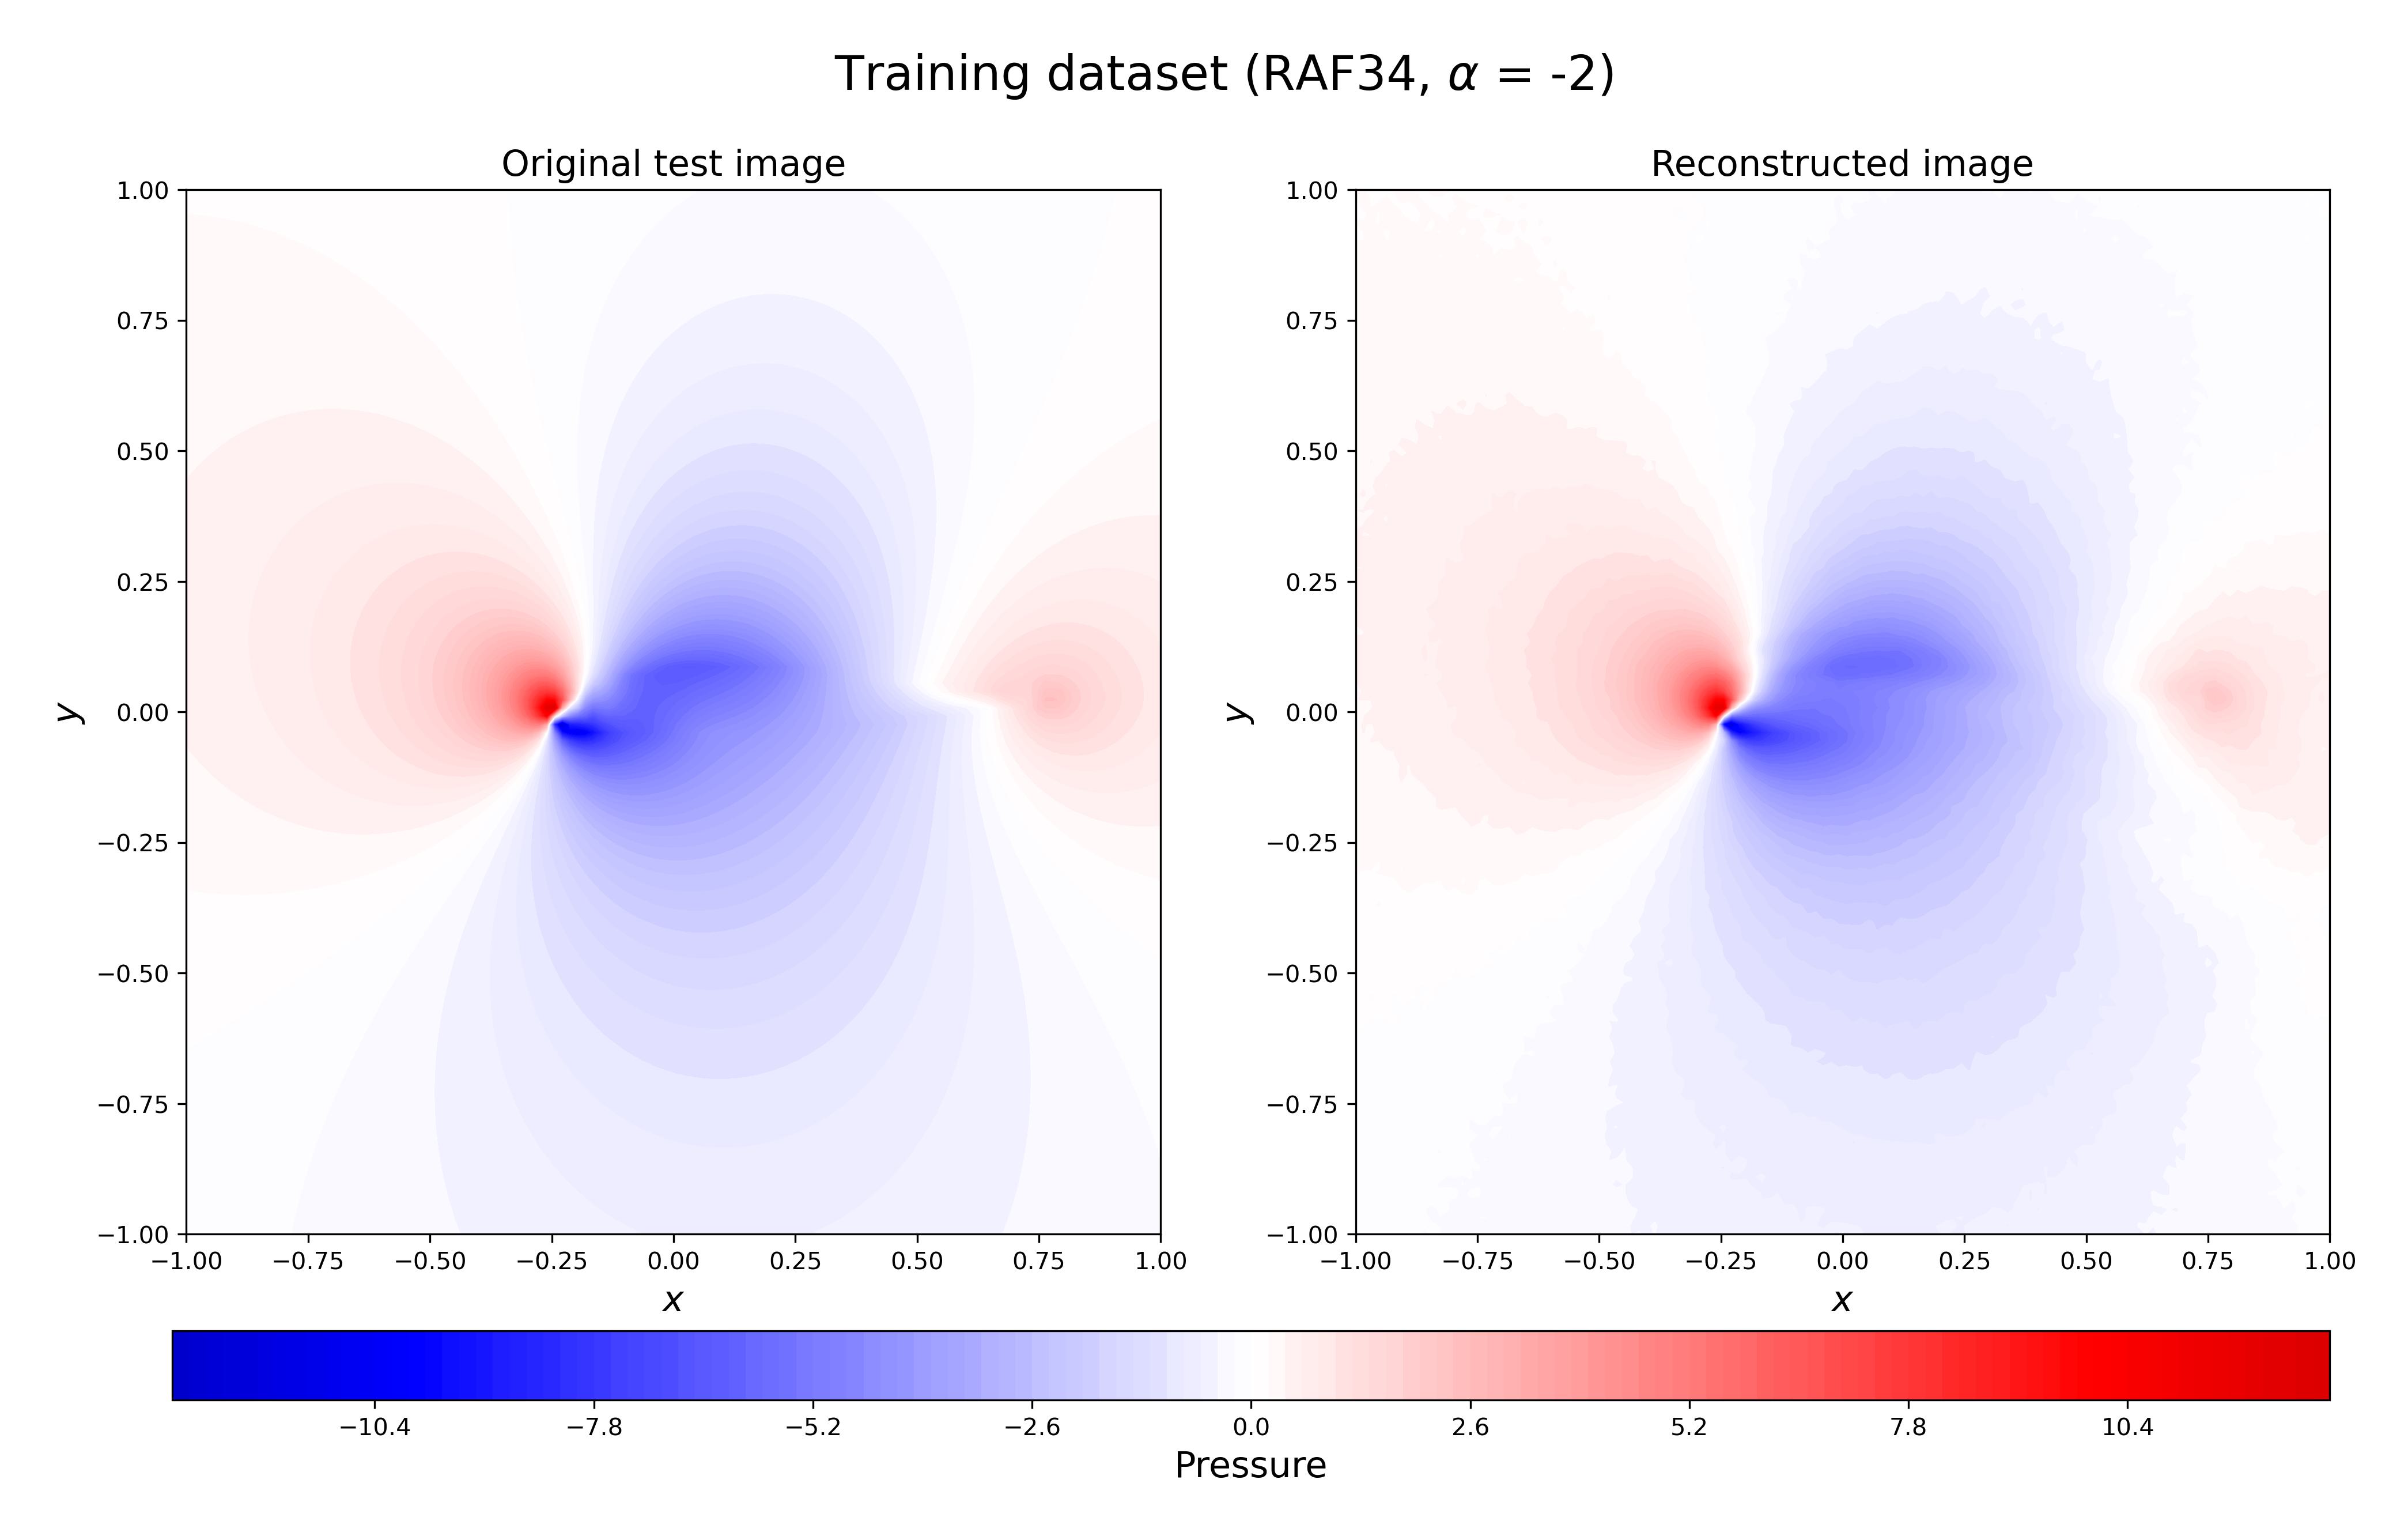 Training dataset (RAF34, α = -2)
Original test image
Reconstructed image
1.00
0.75
0.50
0.25
0.00
−0.25
−0.50
−0.75
−1.00
y
−1.00 −0.75 −0.50 −0.25 0.00 0.25 0.50 0.75 1.00
x
1.00
0.75
0.50
0.25
0.00
−0.25
−0.50
−0.75
−1.00
y
−1.00 −0.75 −0.50 −0.25 0.00 0.25 0.50 0.75 1.00
x
−10.4 −7.8 −5.2 −2.6 0.0 2.6 5.2 7.8 10.4
Pressure